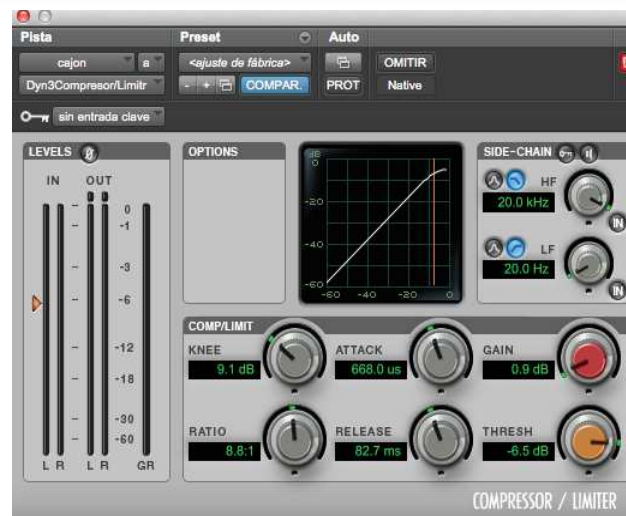 Pista Preset Auto
cajon a <ajuste de fábrica> OMITIR
Dyn3Compresor/Limitr - + COMPAR. PROT Native
sin entrada clave
LEVELS OPTIONS SIDE-CHAIN
IN OUT
0
-1
-3
-6
-12
-18
-30
-60
L R L R GR
dB
0
-20
-40
-60
-60 -40 -20 0
HF
20.0 kHz
IN
LF
20.0 Hz
IN
COMP/LIMIT
KNEE ATTACK GAIN
9.1 dB 668.0 us 0.9 dB
RATIO RELEASE THRESH
8.8:1 82.7 ms -6.5 dB
COMPRESSOR / LIMITER